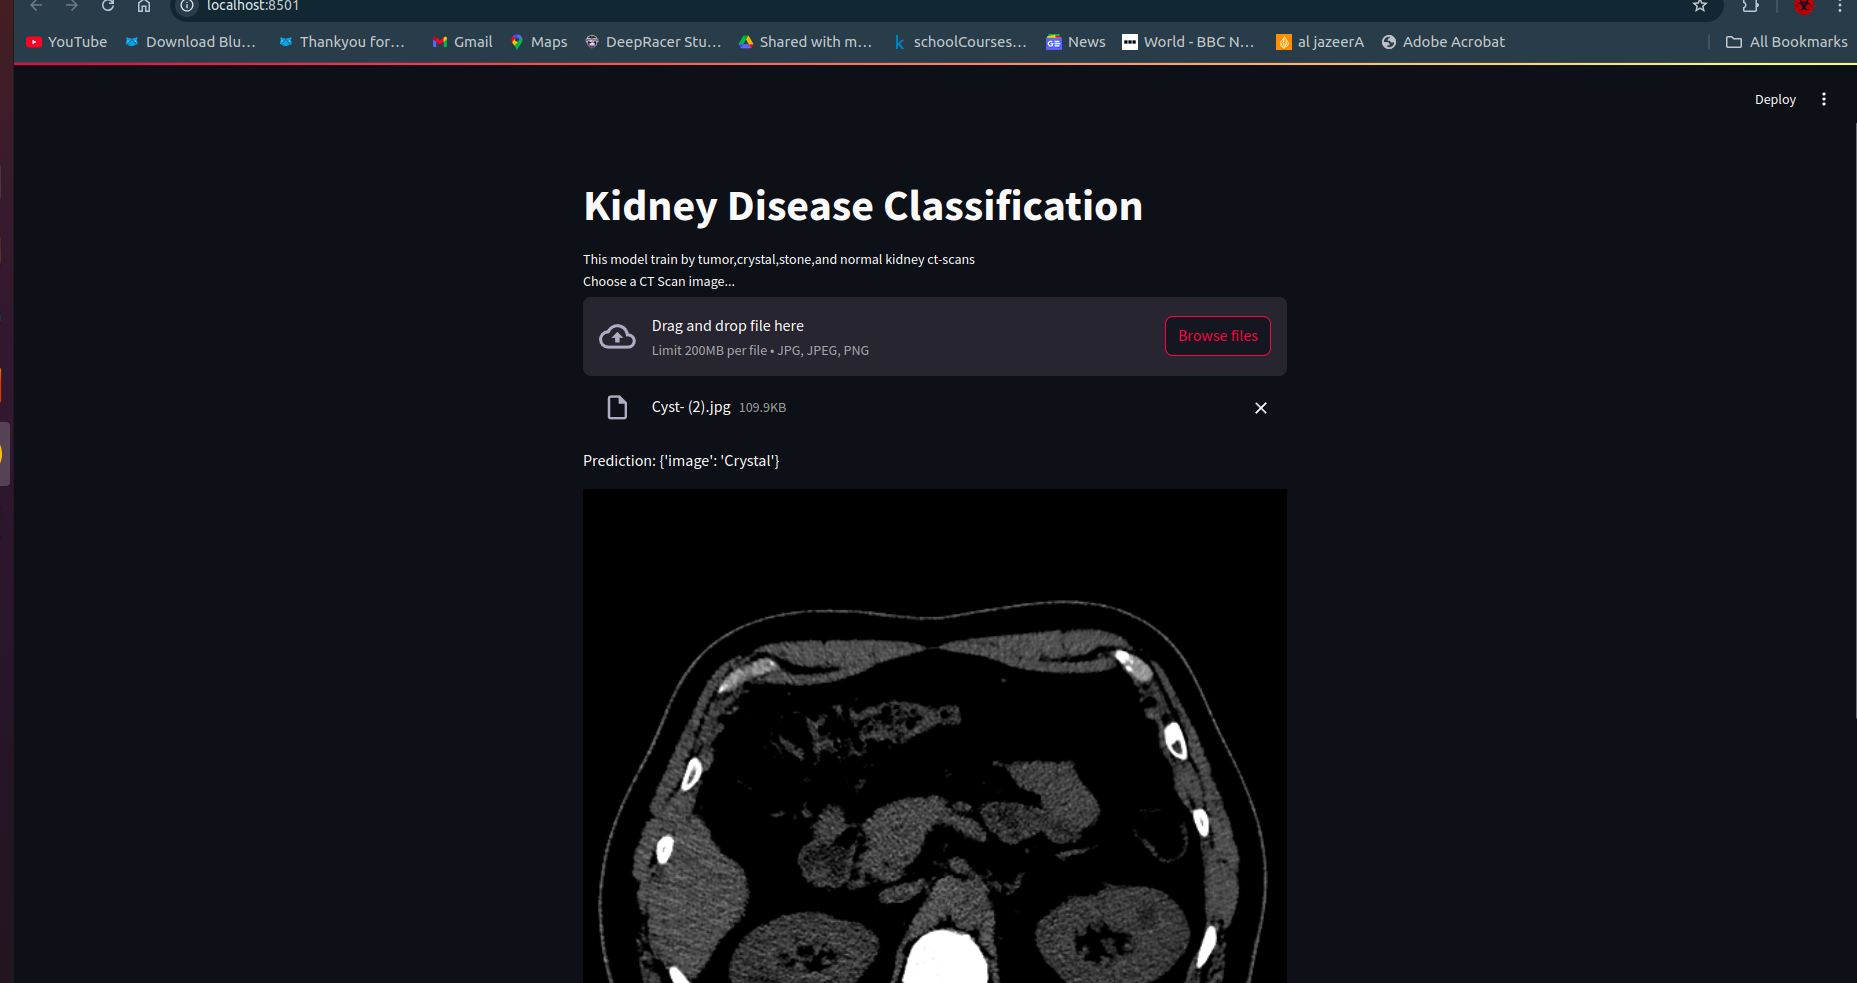 localhost:8501
YouTube Download Blu... Thankyou for... Gmail Maps DeepRacer Stu... Shared with m... schoolCourses... News World - BBC N... al jazeerA Adobe Acrobat All Bookmarks
Deploy
Kidney Disease Classification
This model train by tumor,crystal,stone,and normal kidney ct-scans
Choose a CT Scan image...
Drag and drop file here
Limit 200MB per file • JPG, JPEG, PNG
Browse files
Cyst- (2).jpg 109.9KB
Prediction: {'image': 'Crystal'}